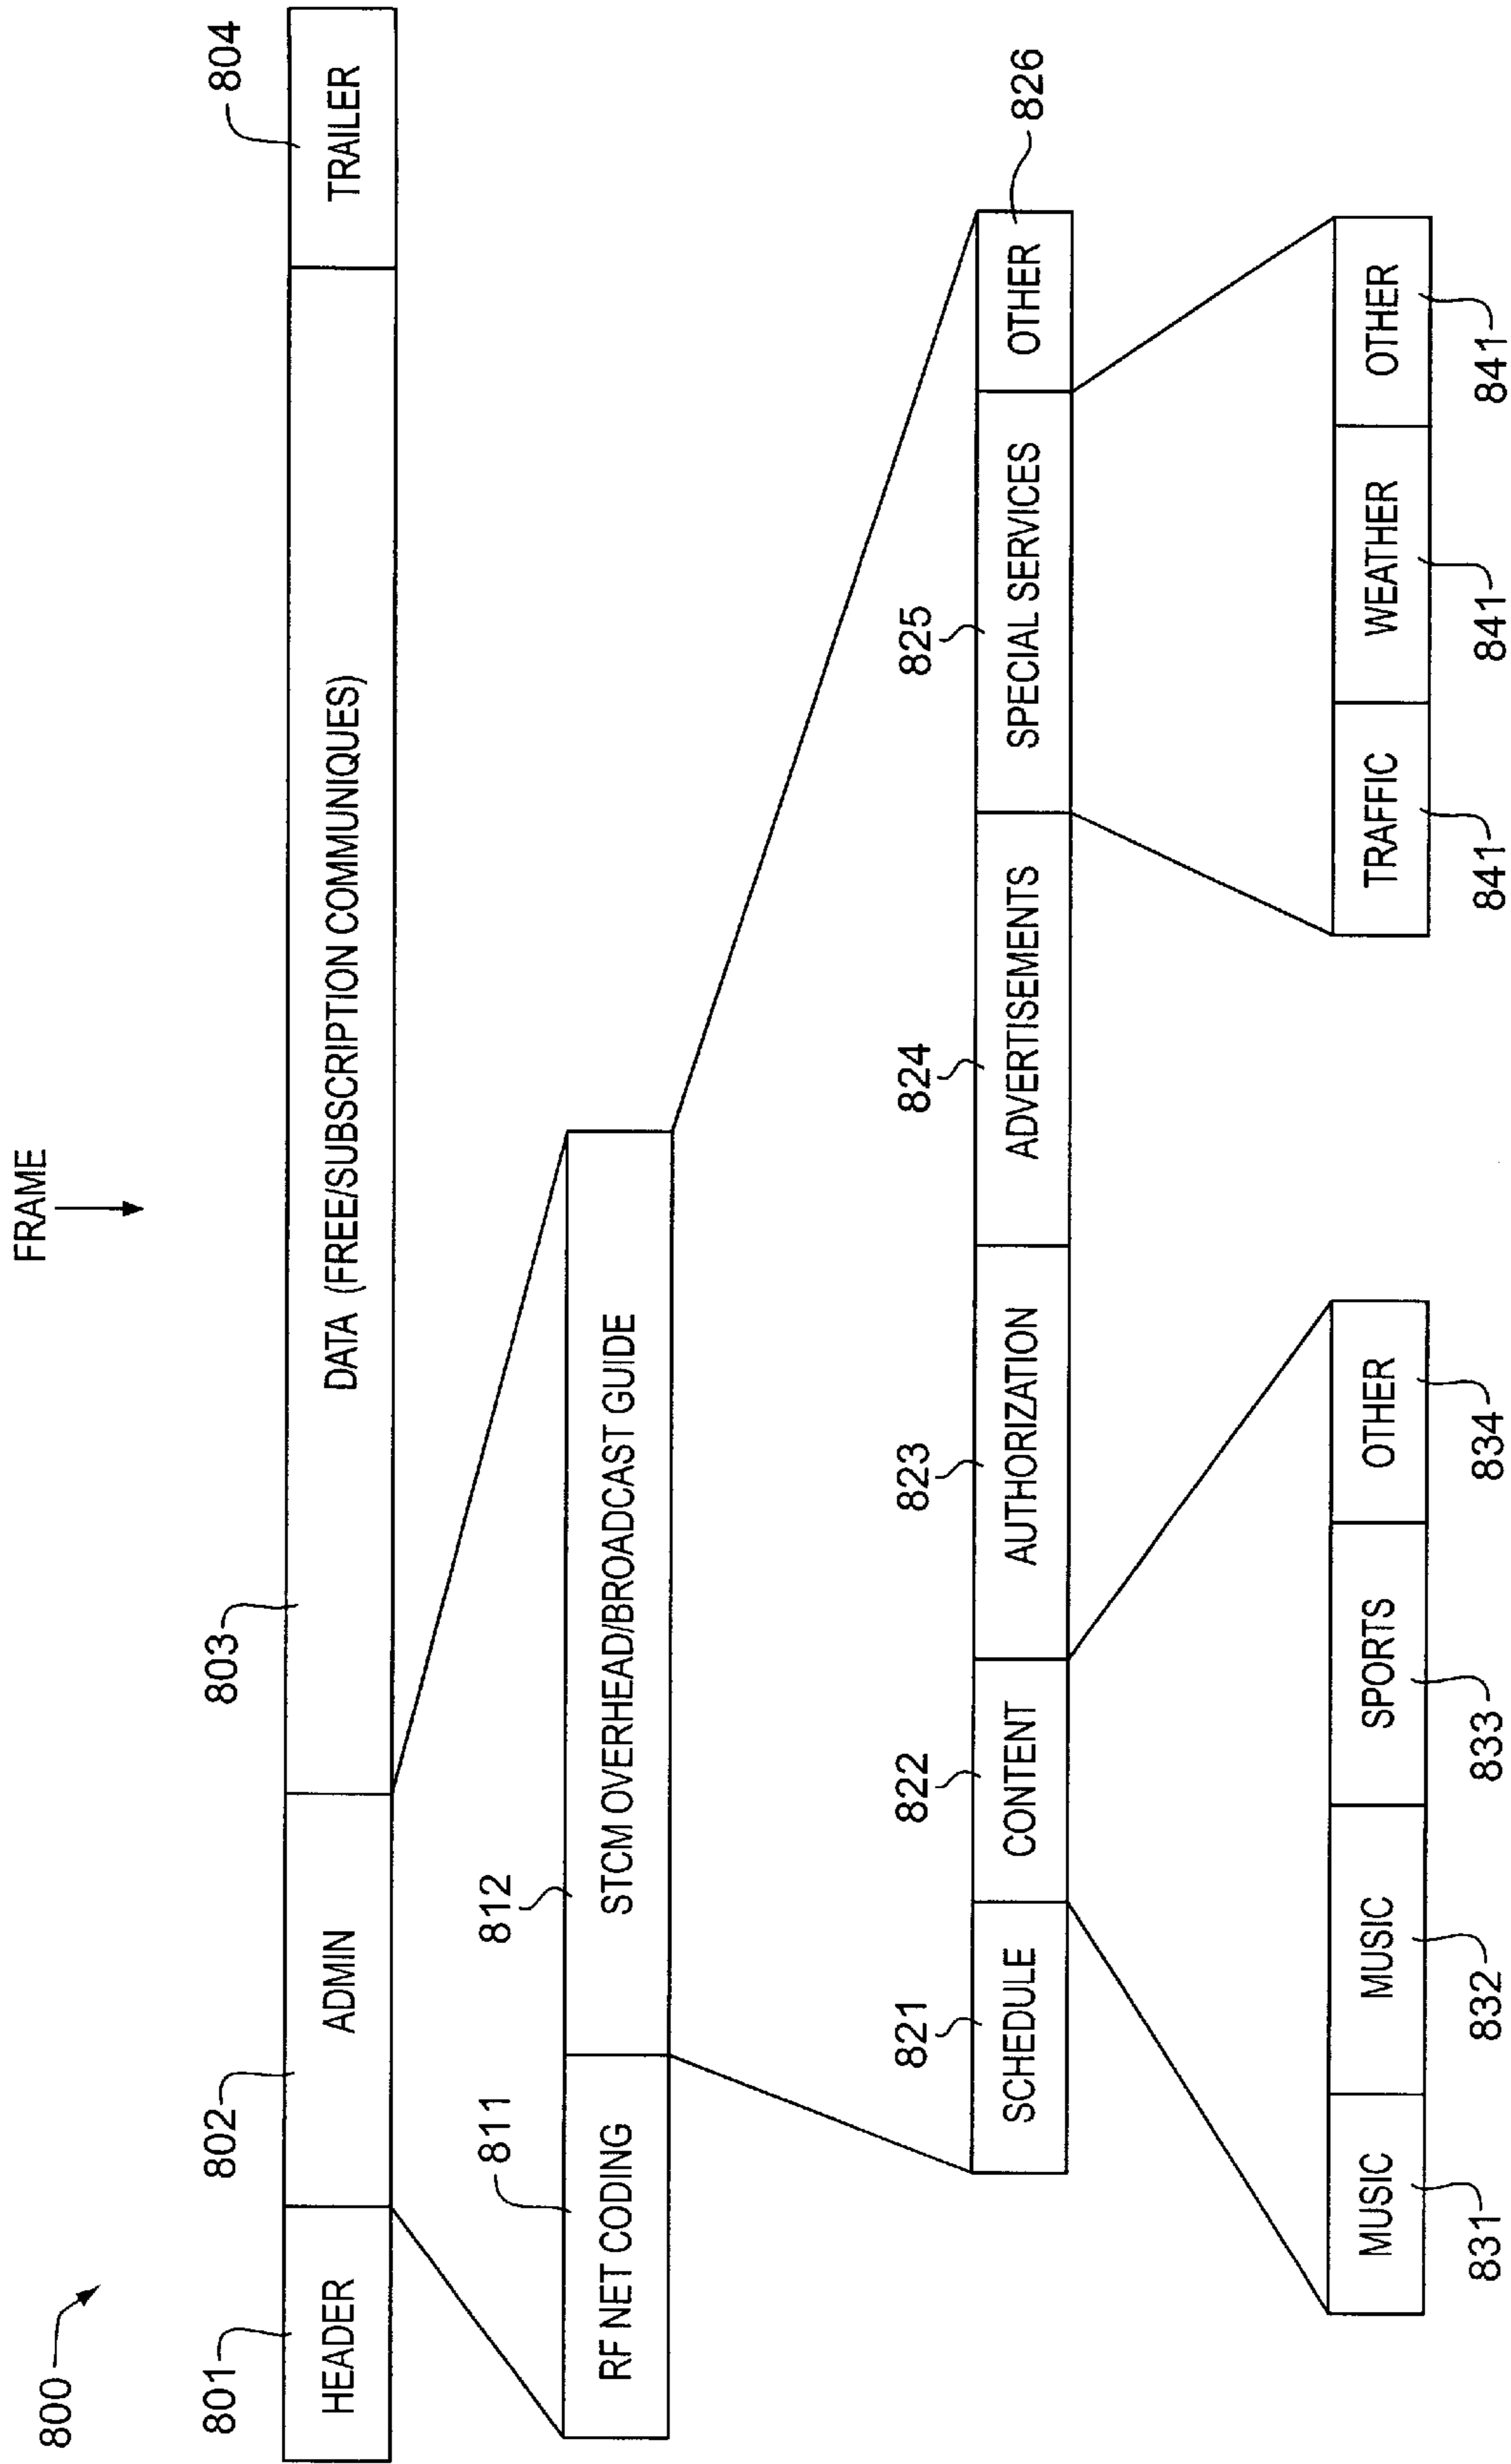 FRAME
800
801
802
803
804
HEADER
ADMIN
DATA (FREE/SUBSCRIPTION COMMUNIQUES)
TRAILER
811
812
RF NET CODING
STCM OVERHEAD/BROADCAST GUIDE
821
822
823
824
825
826
SCHEDULE
CONTENT
AUTHORIZATION
ADVERTISEMENTS
SPECIAL SERVICES
OTHER
MUSIC
MUSIC
SPORTS
OTHER
831
832
833
834
TRAFFIC
WEATHER
OTHER
841
841
841